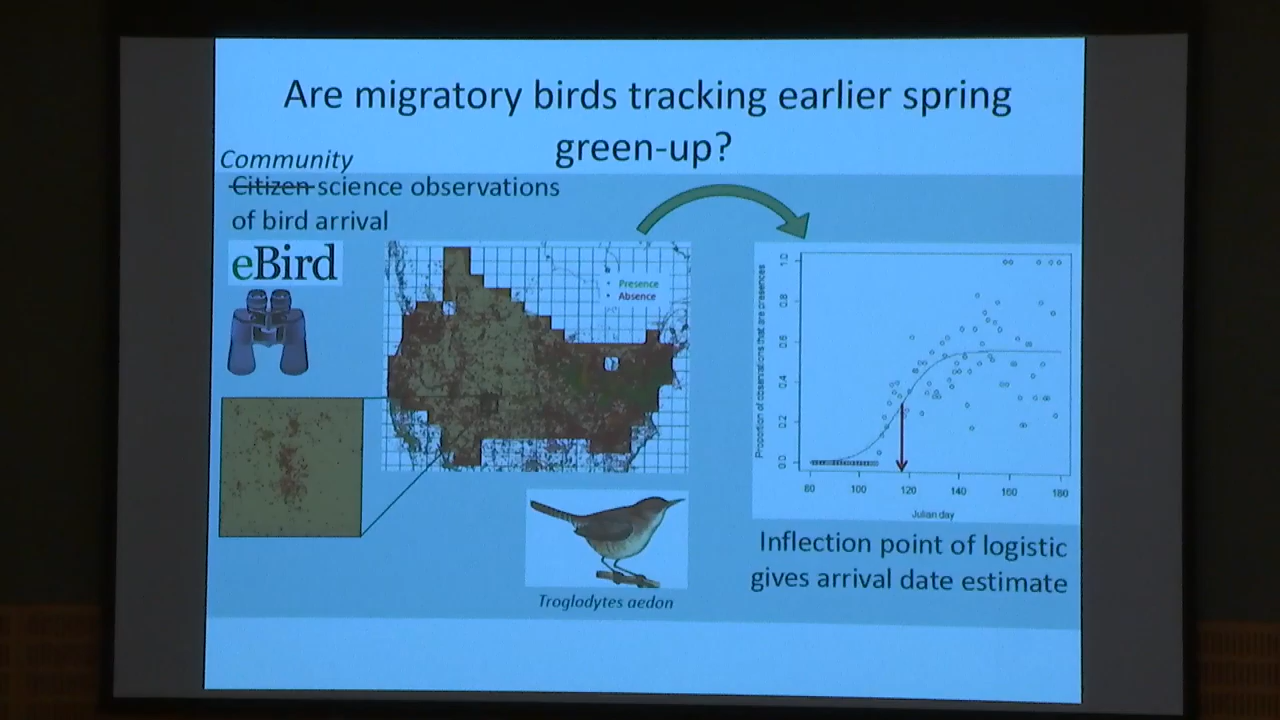 Are migratory birds tracking earlier spring
green-up?
Community
Citizen science observations
of bird arrival
eBird
Presence
Absence
Proportion of observations that are presences
1.0
0.8
0.6
0.4
0.2
0.0
80 100 120 140 160 180
Julian day
Inflection point of logistic
gives arrival date estimate
Troglodytes aedon